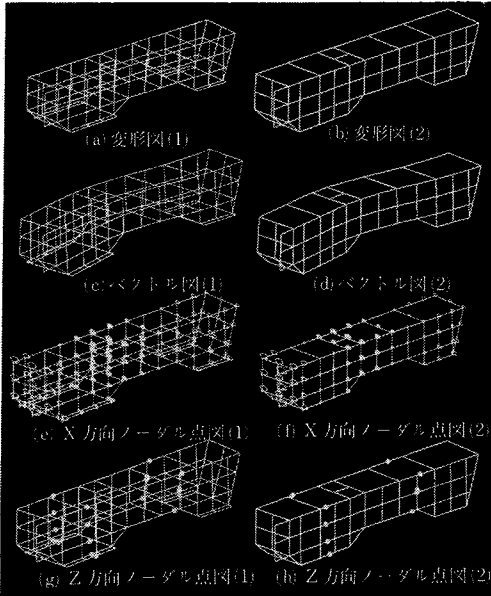 (a) 変形図(1)
(b) 変形図(2)
(c) ベクトル図(1)
(d) ベクトル図(2)
(e) X 方向ノーダル点図(1)
(f) X 方向ノーダル点図(2)
(g) Z 方向ノーダル点図(1)
(h) Z 方向ノーダル点図(2)